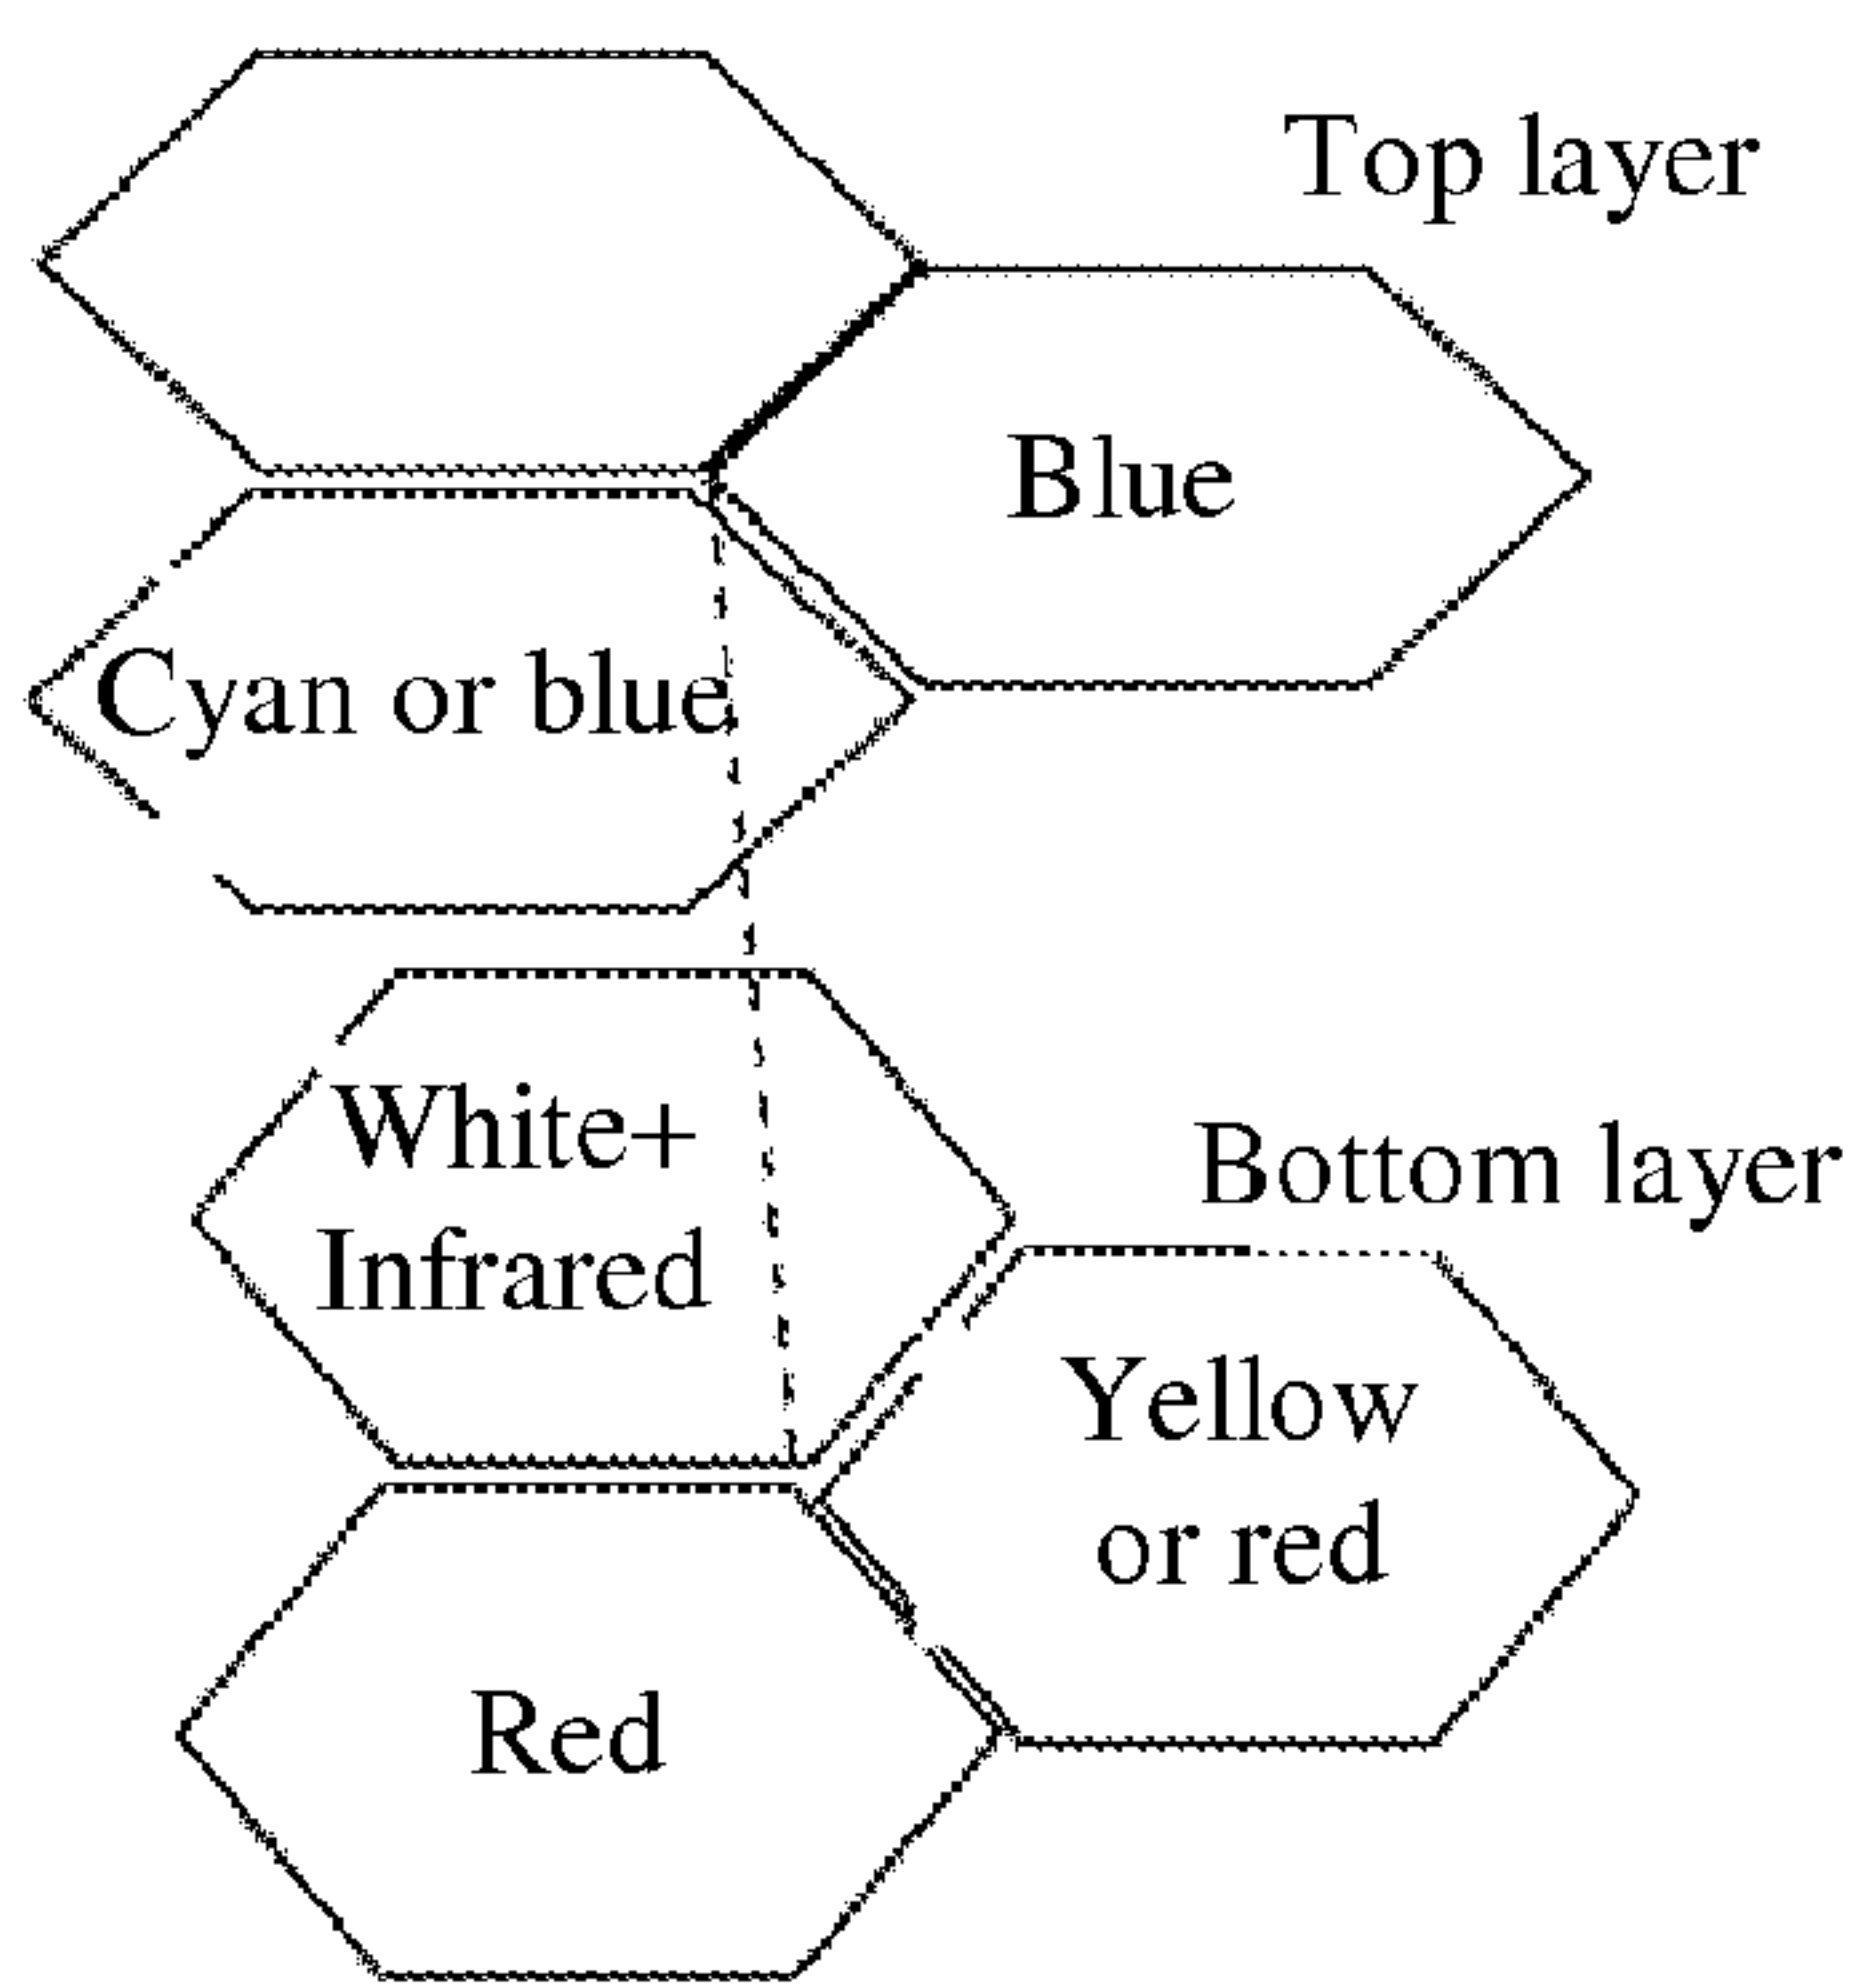 Top layer
Blue
Cyan or blue
White+
Infrared
Bottom layer
Yellow
or red
Red